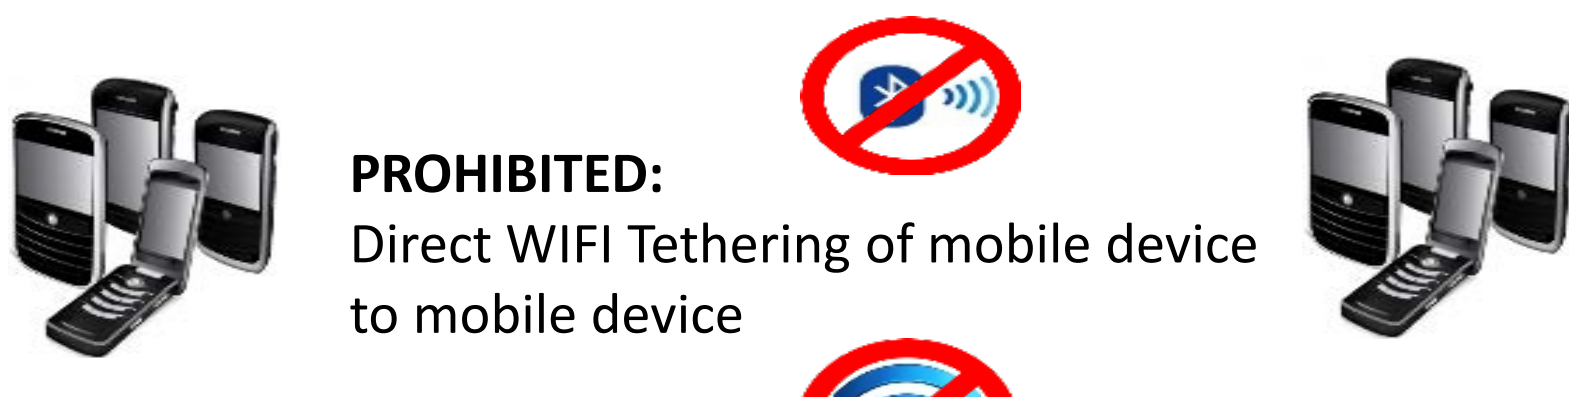 PROHIBITED:
Direct WIFI Tethering of mobile device
to mobile device